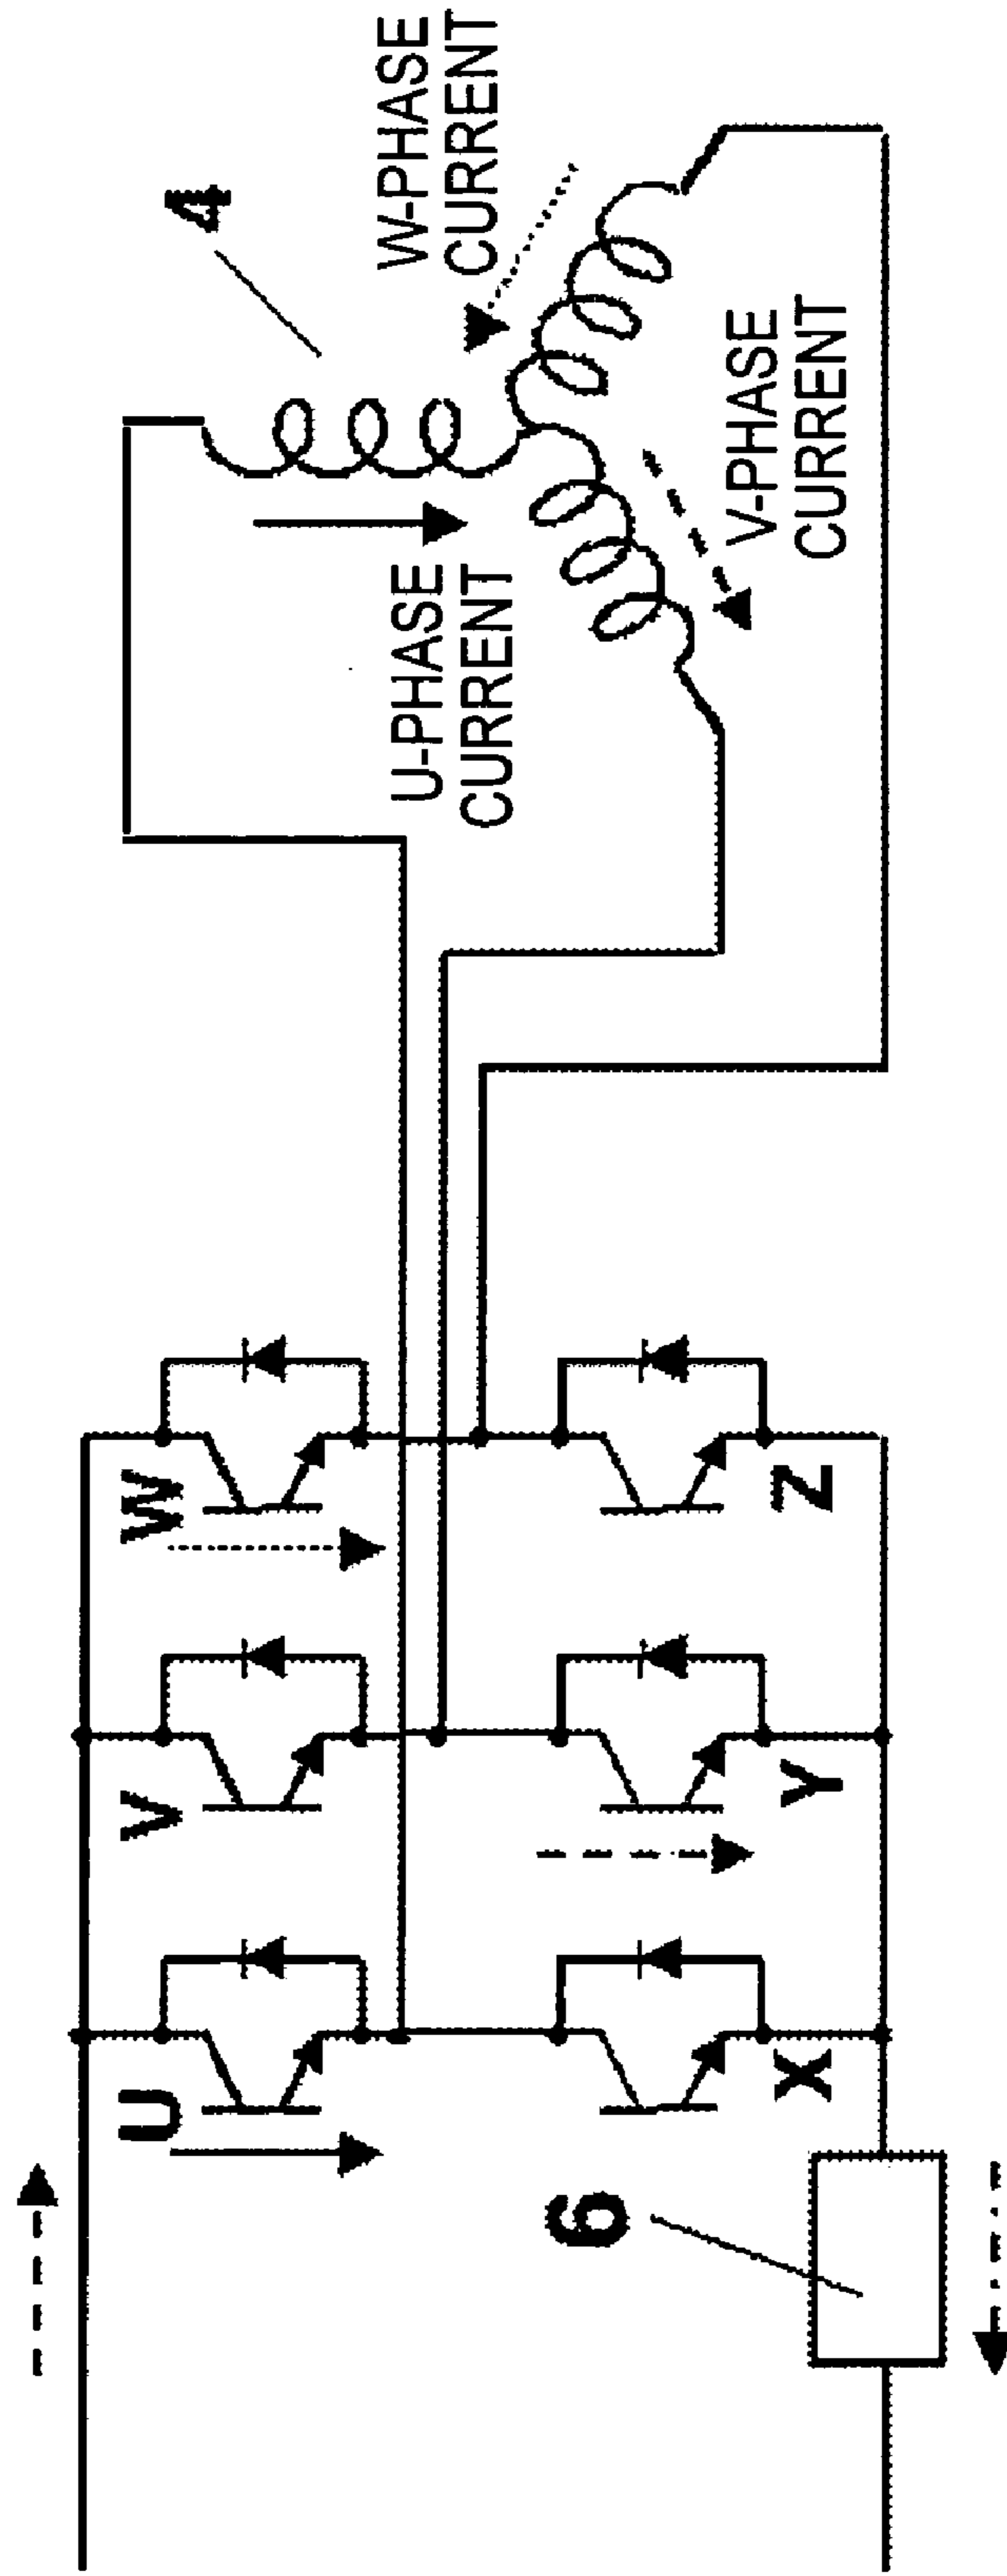 4
W-PHASE
CURRENT
U-PHASE
CURRENT
V-PHASE
CURRENT
U
V
W
X
Y
Z
6